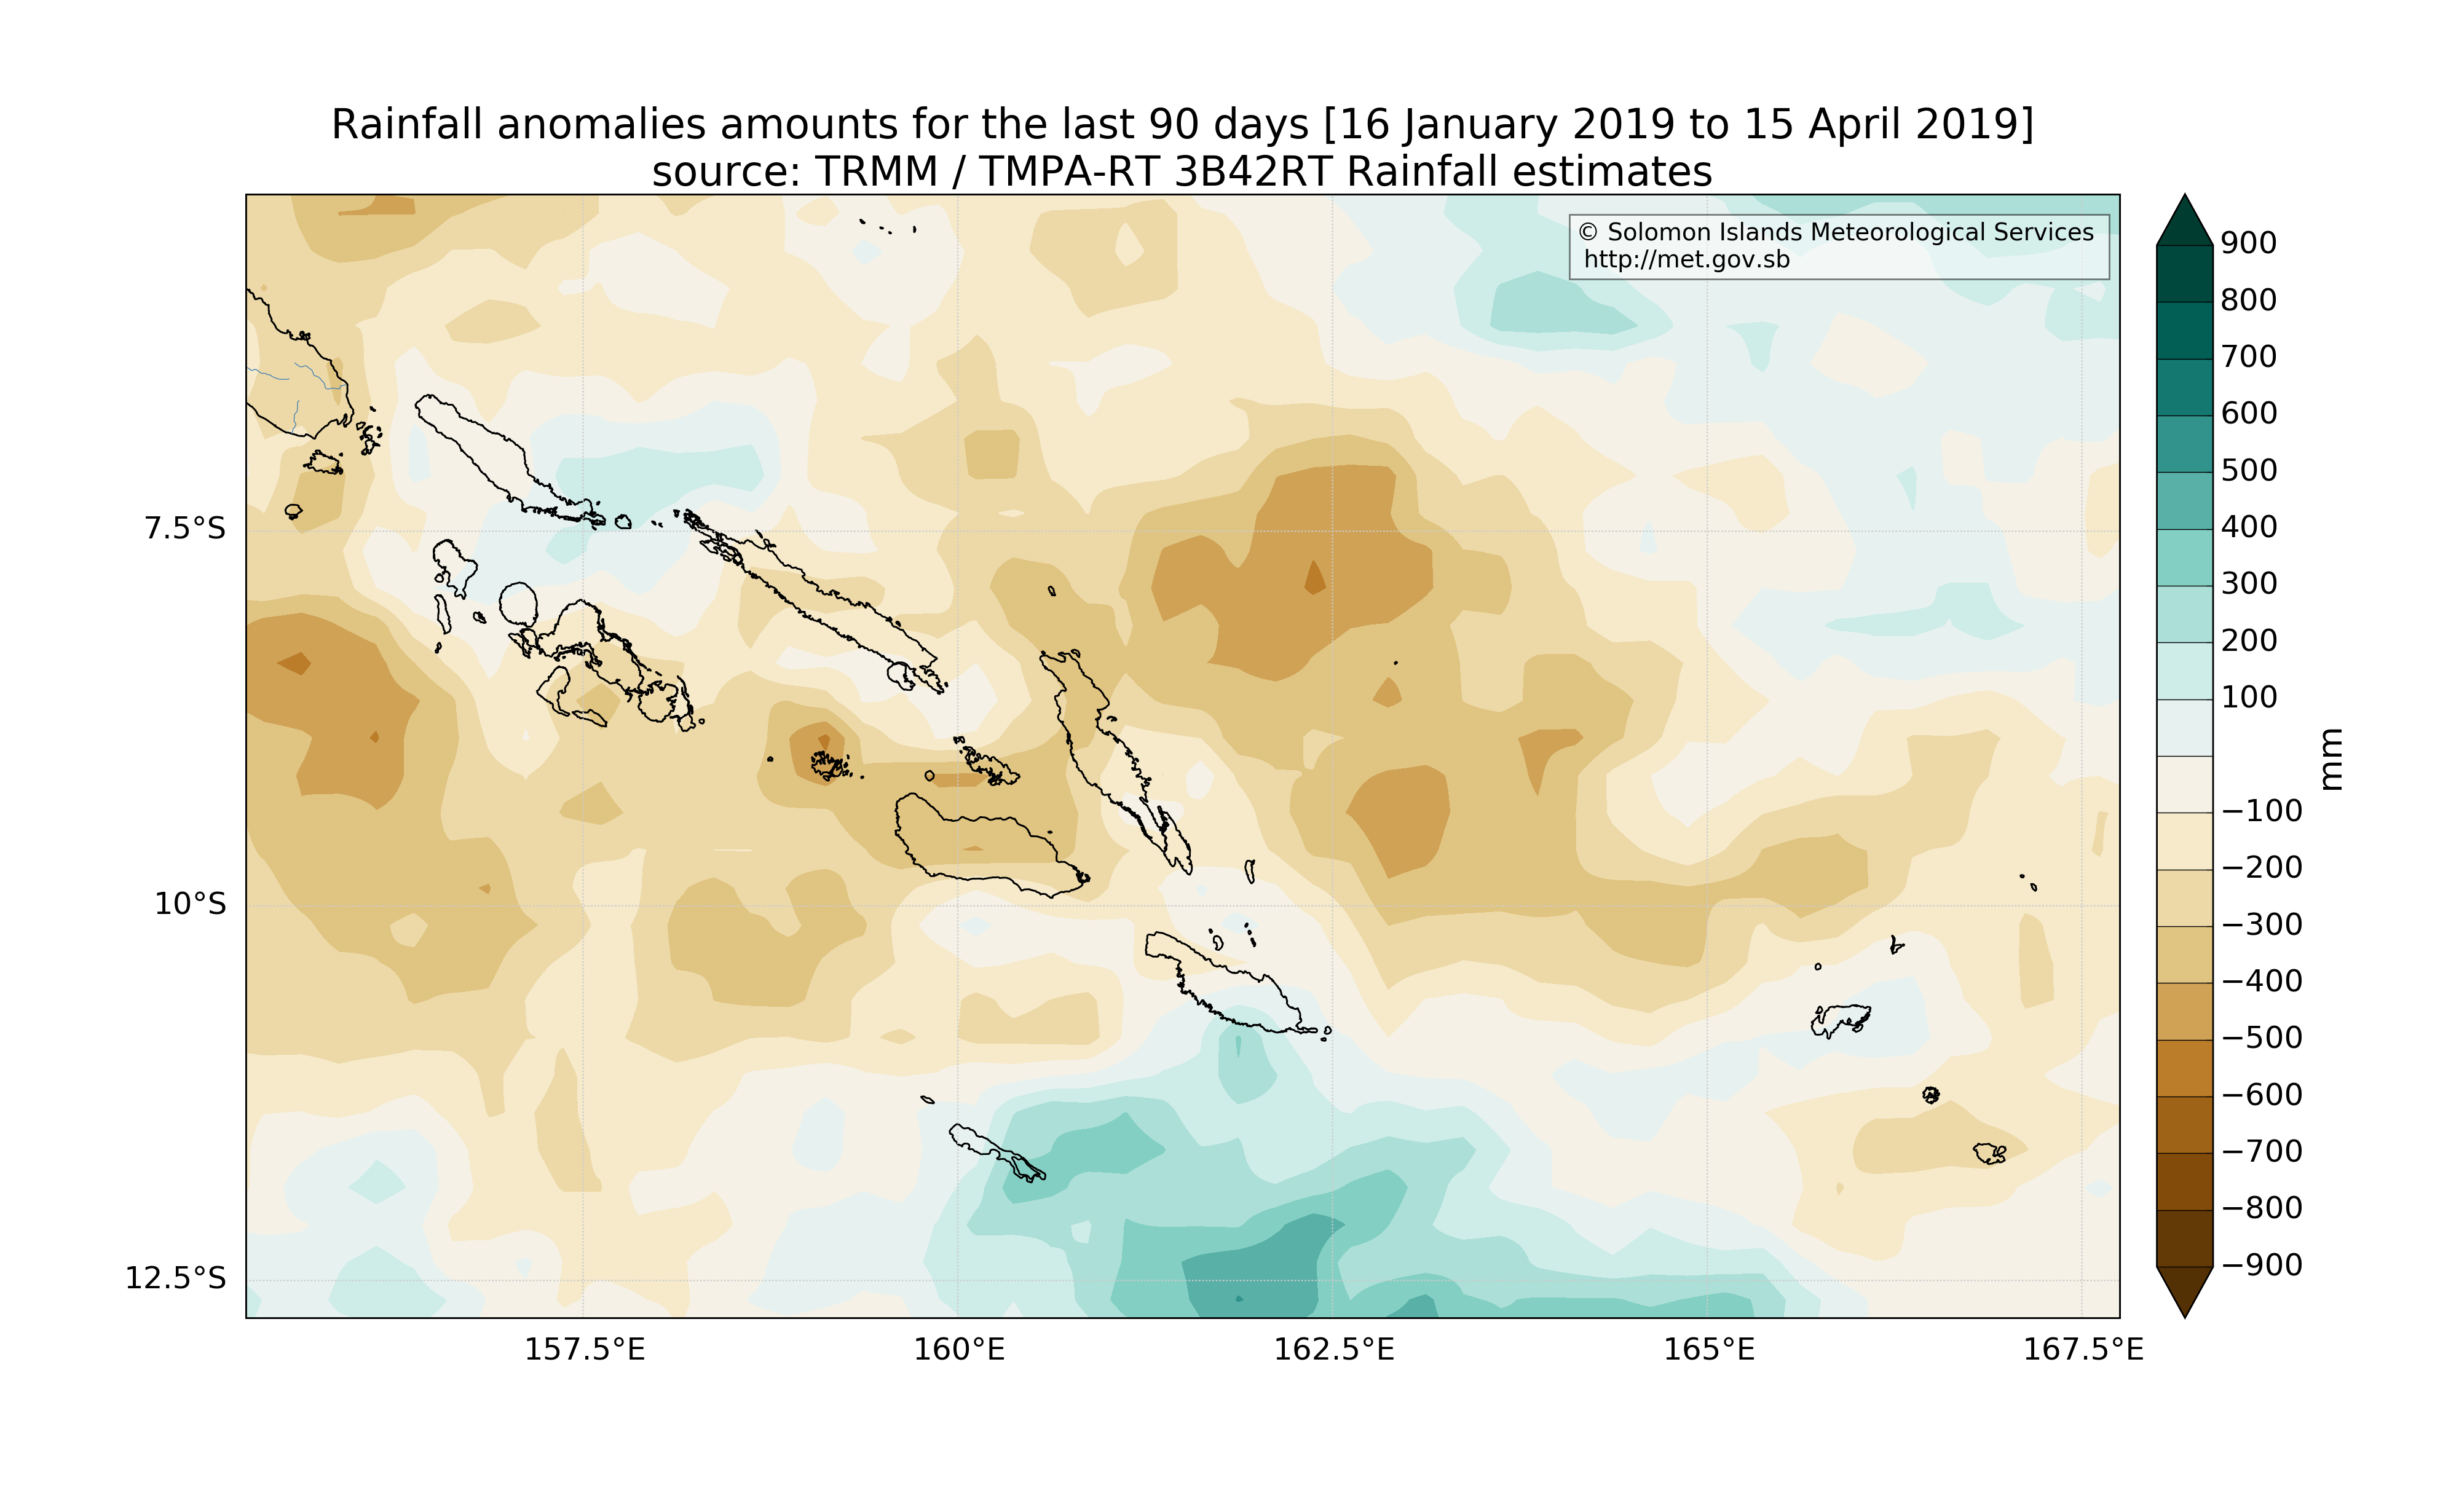 Rainfall anomalies amounts for the last 90 days [16 January 2019 to 15 April 2019]
source: TRMM / TMPA-RT 3B42RT Rainfall estimates
© Solomon Islands Meteorological Services
http://met.gov.sb
7.5°S
10°S
12.5°S
157.5°E
160°E
162.5°E
165°E
167.5°E
900
800
700
600
500
400
300
200
100
−100
−200
−300
−400
−500
−600
−700
−800
−900
mm